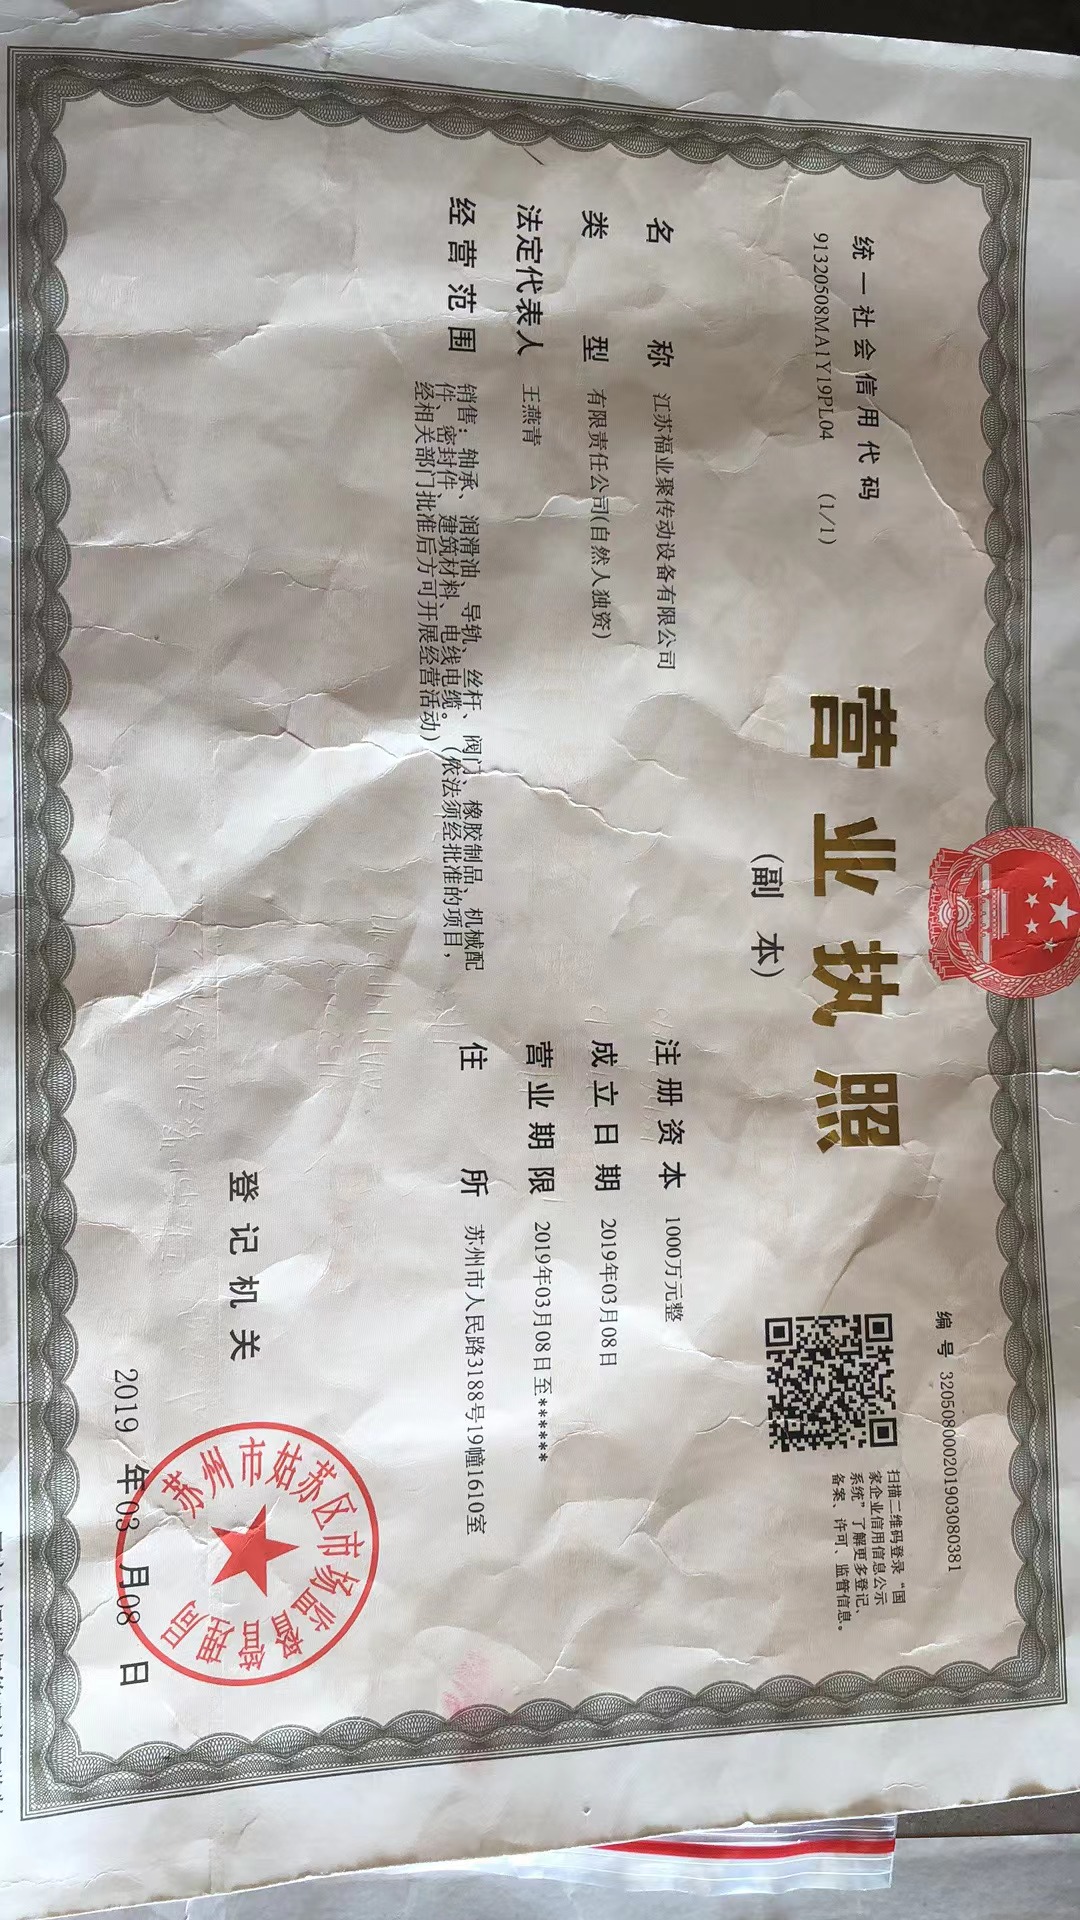 编号 320508000201903080381
统一社会信用代码
91320508MA1Y19PL04 (1/1)
营业执照
(副本)
扫描二维码登录“国
家企业信用信息公示
系统”了解更多登记、
备案、许可、监管信息。
名称 江苏福业聚传动设备有限公司
类型 有限责任公司(自然人独资)
法定代表人 王燕青
经营范围 销售：轴承、润滑油、导轨、丝杆、阀门、橡胶制品、机械配
件、密封件、建筑材料、电线电缆。（依法须经批准的项目，
经相关部门批准后方可开展经营活动）
注册资本 1000万元整
成立日期 2019年03月08日
营业期限 2019年03月08日至******
住所 苏州市人民路3188号19幢1610室
登记机关
苏州市姑苏区市场监督管理局
2019 年03 月08 日